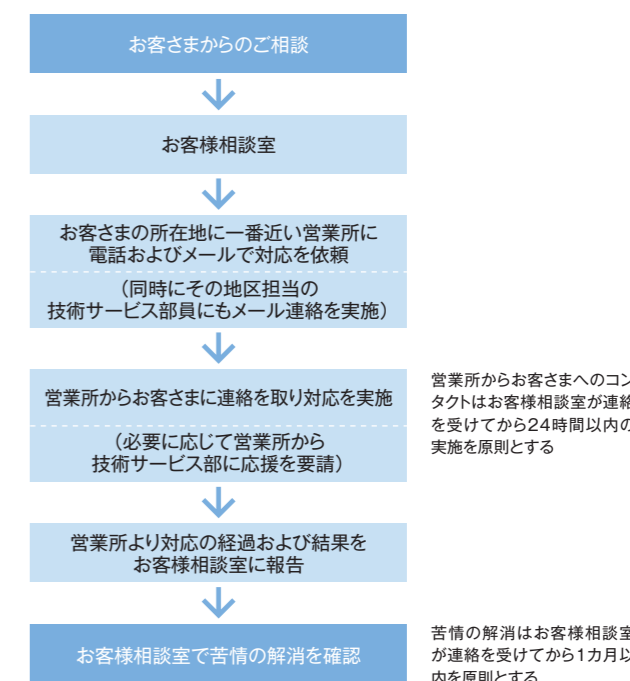 お客さまからのご相談
お客様相談室
お客さまの所在地に一番近い営業所に
電話およびメールで対応を依頼
（同時にその地区担当の
技術サービス部員にもメール連絡を実施）
営業所からお客さまに連絡を取り対応を実施
（必要に応じて営業所から
技術サービス部に応援を要請）
営業所からお客さまへのコン
タクトはお客様相談室が連絡
を受けてから24時間以内の
実施を原則とする
営業所より対応の経過および結果を
お客様相談室に報告
お客様相談室で苦情の解消を確認
苦情の解消はお客様相談室
が連絡を受けてから1カ月以
内を原則とする